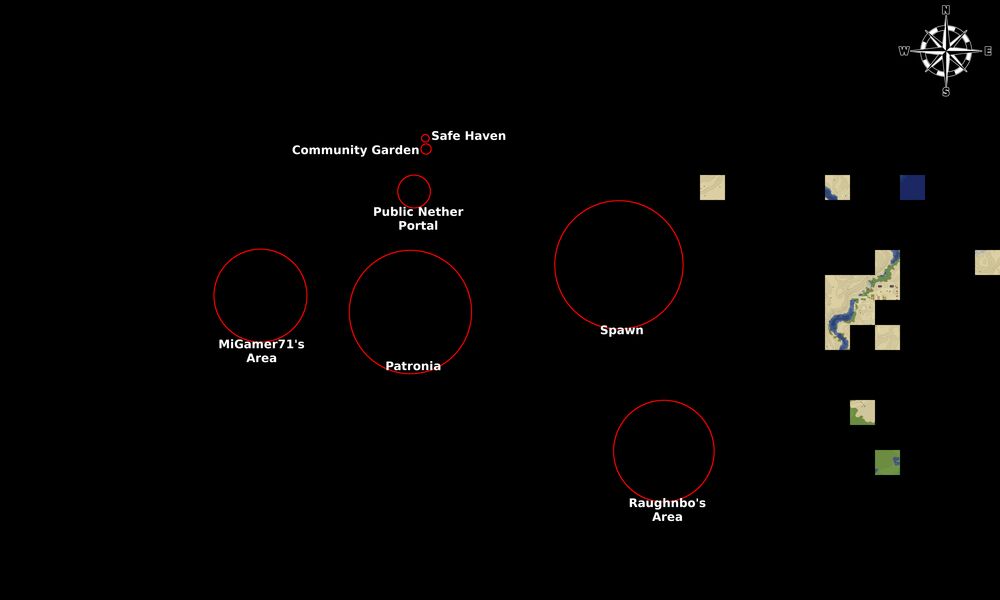 N
W E
S
Safe Haven
Community Garden
Public Nether
Portal
Spawn
MiGamer71's
Area
Patronia
Raughnbo's
Area